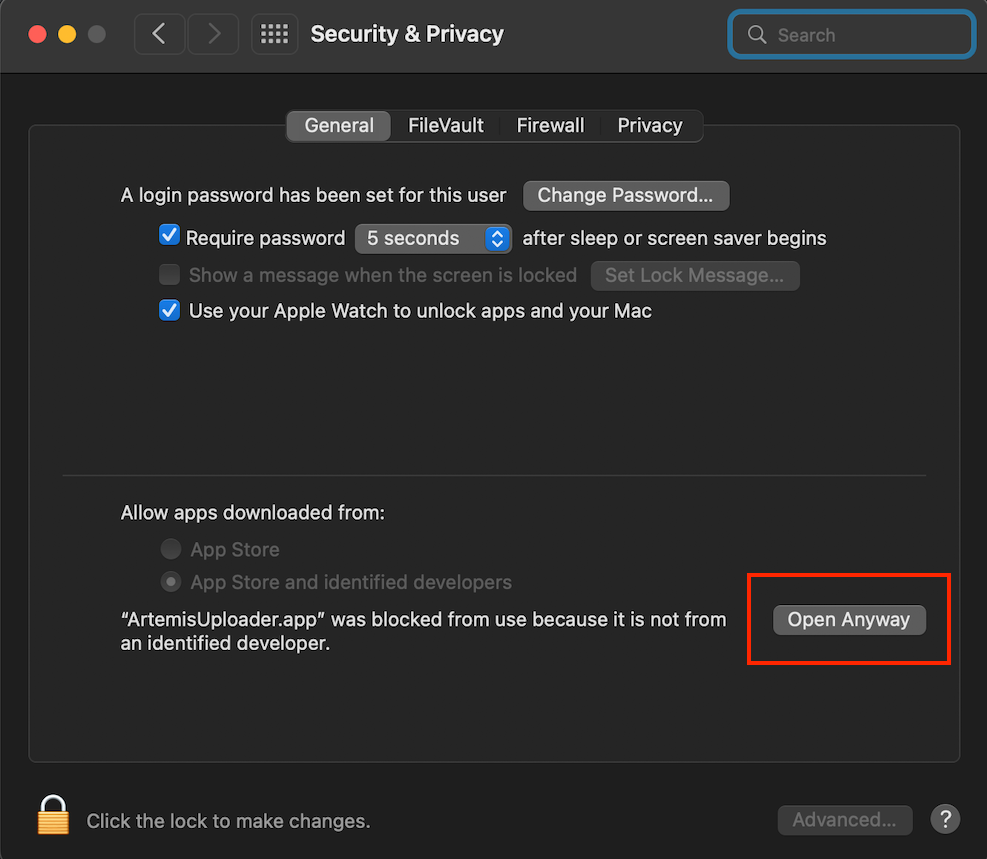 Security & Privacy
Search
General
FileVault
Firewall
Privacy
A login password has been set for this user
Change Password...
Require password
5 seconds
after sleep or screen saver begins
Show a message when the screen is locked
Set Lock Message...
Use your Apple Watch to unlock apps and your Mac
Allow apps downloaded from:
App Store
App Store and identified developers
“ArtemisUploader.app” was blocked from use because it is not from
an identified developer.
Open Anyway
Click the lock to make changes.
Advanced...
?